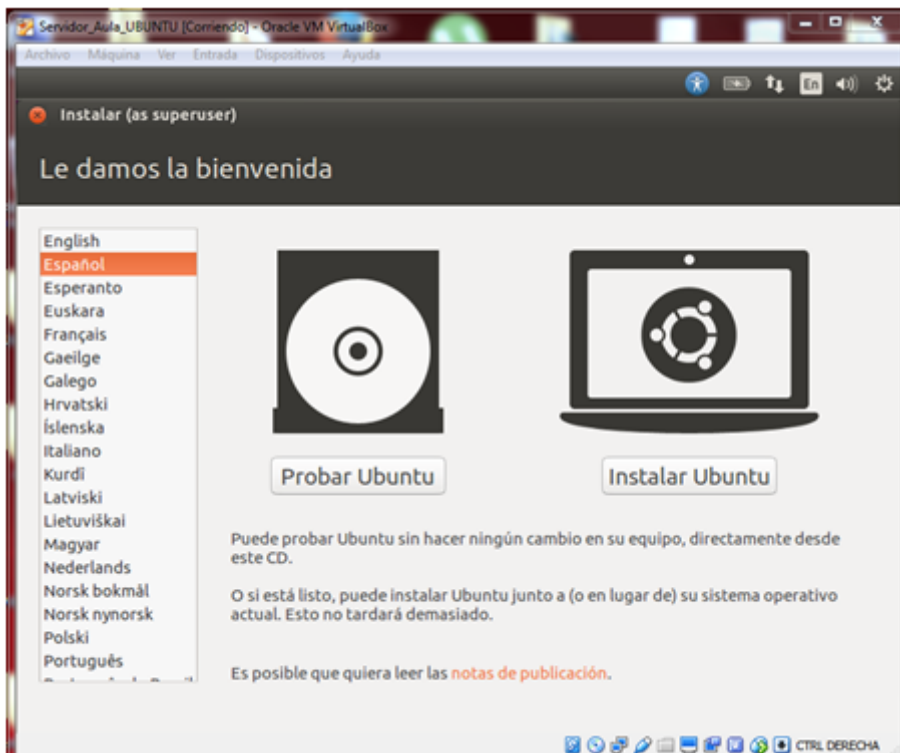 Servidor_Aula_UBUNTU [Corriendo] - Oracle VM VirtualBox
Archivo Máquina Ver Entrada Dispositivos Ayuda
En
Instalar (as superuser)
Le damos la bienvenida
English
Español
Esperanto
Euskara
Français
Gaeilge
Galego
Hrvatski
Íslenska
Italiano
Kurdî
Latviski
Lietuviškai
Magyar
Nederlands
Norsk bokmål
Norsk nynorsk
Polski
Português
Probar Ubuntu
Instalar Ubuntu
Puede probar Ubuntu sin hacer ningún cambio en su equipo, directamente desde
este CD.
O si está listo, puede instalar Ubuntu junto a (o en lugar de) su sistema operativo
actual. Esto no tardará demasiado.
Es posible que quiera leer las notas de publicación.
CTRL DERECHA